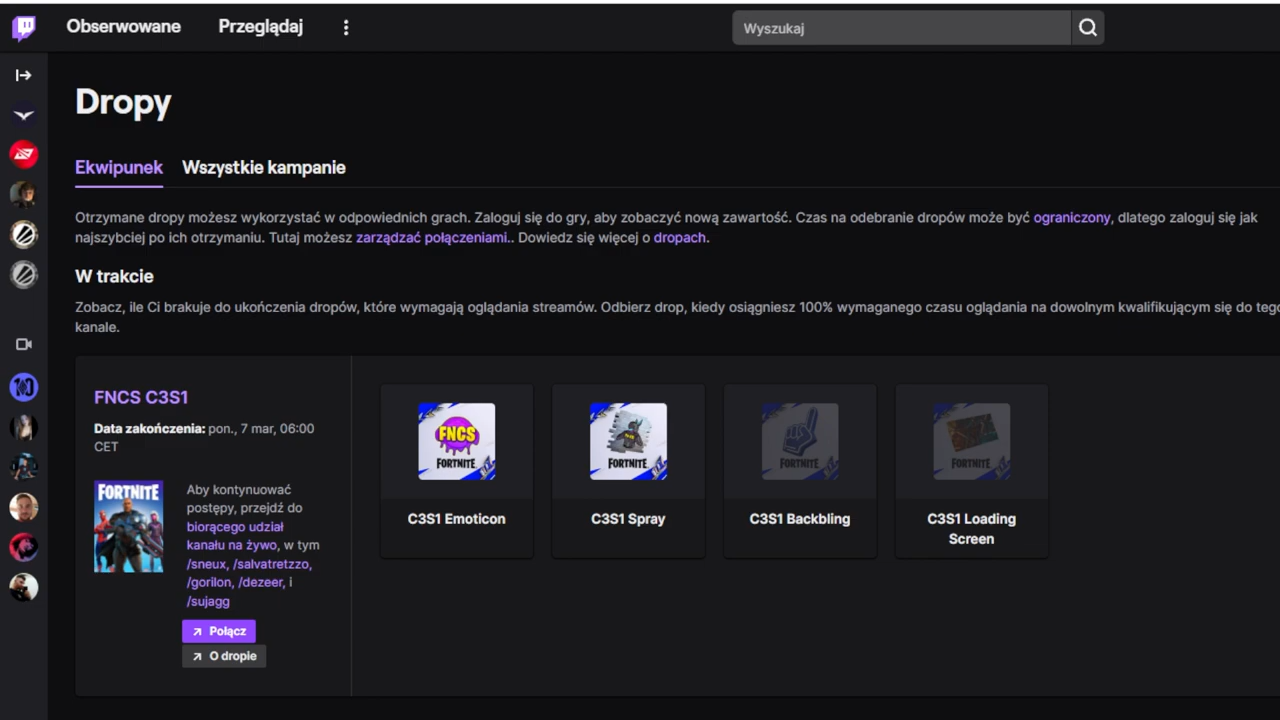 Obserwowane
Przeglądaj
Wyszukaj
Dropy
Ekwipunek
Wszystkie kampanie
Otrzymane dropy możesz wykorzystać w odpowiednich grach. Zaloguj się do gry, aby zobaczyć nową zawartość. Czas na odebranie dropów może być ograniczony, dlatego zaloguj się jak
najszybciej po ich otrzymaniu. Tutaj możesz zarządzać połączeniami.. Dowiedz się więcej o dropach.
W trakcie
Zobacz, ile Ci brakuje do ukończenia dropów, które wymagają oglądania streamów. Odbierz drop, kiedy osiągniesz 100% wymaganego czasu oglądania na dowolnym kwalifikującym się do tego
kanale.
FNCS C3S1
Data zakończenia: pon., 7 mar, 06:00
CET
FORTNITE
Aby kontynuować
postępy, przejdź do
biorącego udział
kanału na żywo, w tym
/sneux, /salvatretzzo,
/gorilon, /dezeer, i
/sujagg
Połącz
O dropie
FNCS
FORTNITE
C3S1 Emoticon
FORTNITE
C3S1 Spray
FORTNITE
C3S1 Backbling
FORTNITE
C3S1 Loading
Screen